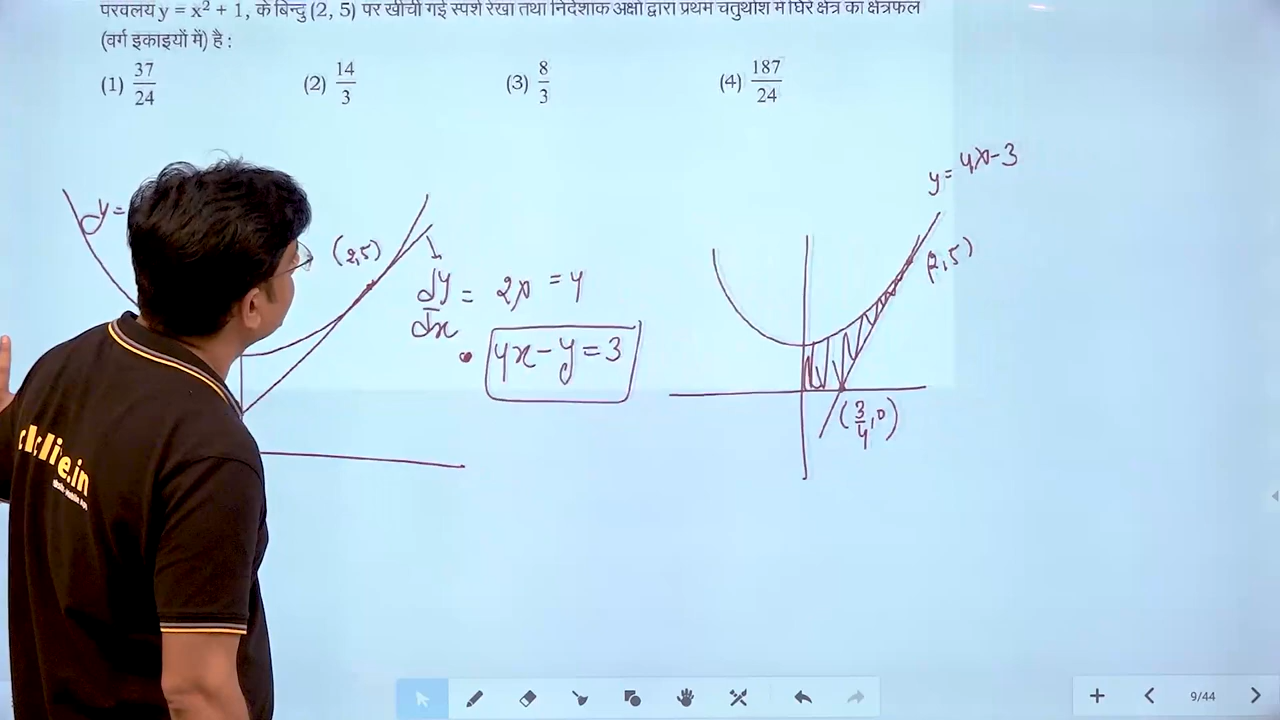 परवलय y = x² + 1, के बिन्दु (2, 5) पर खींची गई स्पर्श रेखा तथा निर्देशांक अक्षों द्वारा प्रथम चतुर्थांश में घिरे क्षेत्र का क्षेत्रफल
(वर्ग इकाइयों में) है :
(1) 37/24 (2) 14/3 (3) 8/3 (4) 187/24
y = 4x-3
y =
(2,5)
(2,5)
dy/dx = 2x = 4
4x - y = 3
(3/4, 0)
live.in
9/44